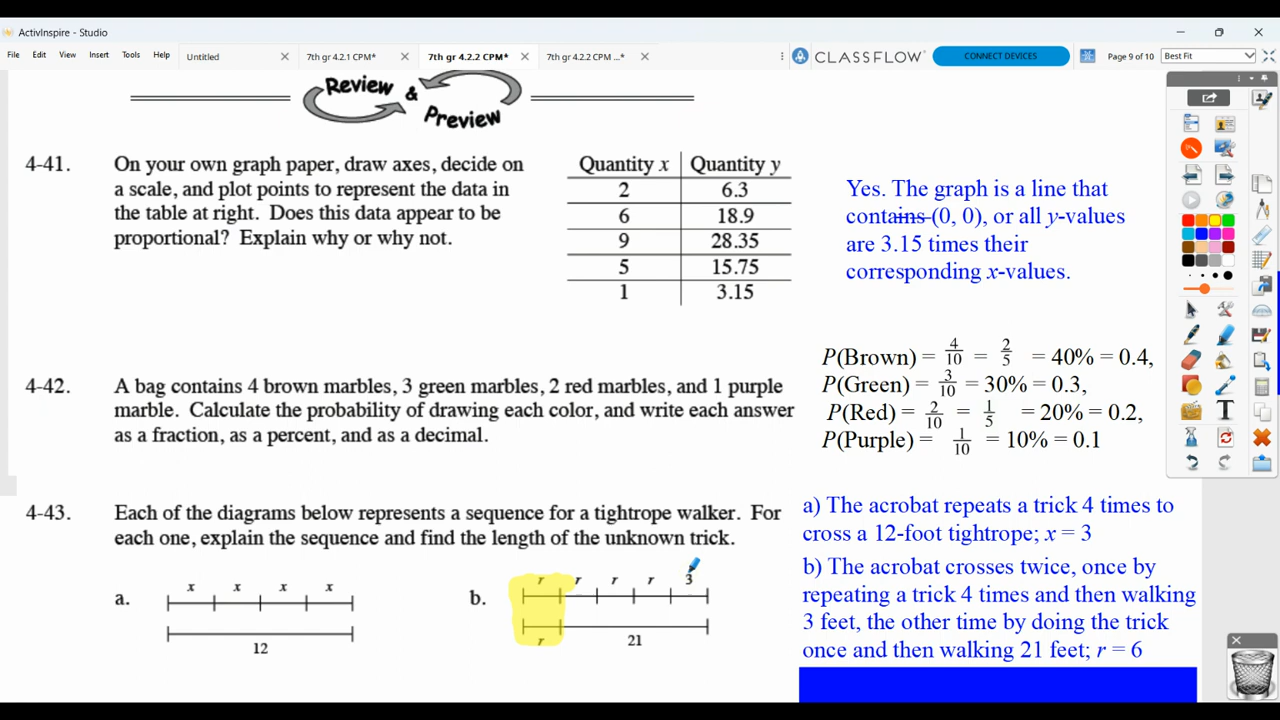 ActivInspire - Studio
File Edit View Insert Tools Help
Untitled
7th gr 4.2.1 CPM*
7th gr 4.2.2 CPM*
7th gr 4.2.2 CPM ...*
CLASSFLOW
CONNECT DEVICES
Page 9 of 10
Best Fit
Review & Preview
4-41. On your own graph paper, draw axes, decide on
a scale, and plot points to represent the data in
the table at right. Does this data appear to be
proportional? Explain why or why not.
Quantity x Quantity y
2 6.3
6 18.9
9 28.35
5 15.75
1 3.15
Yes. The graph is a line that
contains (0, 0), or all y-values
are 3.15 times their
corresponding x-values.
4-42. A bag contains 4 brown marbles, 3 green marbles, 2 red marbles, and 1 purple
marble. Calculate the probability of drawing each color, and write each answer
as a fraction, as a percent, and as a decimal.
P(Brown) = 4/10 = 2/5 = 40% = 0.4,
P(Green) = 3/10 = 30% = 0.3,
P(Red) = 2/10 = 1/5 = 20% = 0.2,
P(Purple) = 1/10 = 10% = 0.1
4-43. Each of the diagrams below represents a sequence for a tightrope walker. For
each one, explain the sequence and find the length of the unknown trick.
a. x x x x
12
b. r r r r 3
r 21
a) The acrobat repeats a trick 4 times to
cross a 12-foot tightrope; x = 3
b) The acrobat crosses twice, once by
repeating a trick 4 times and then walking
3 feet, the other time by doing the trick
once and then walking 21 feet; r = 6